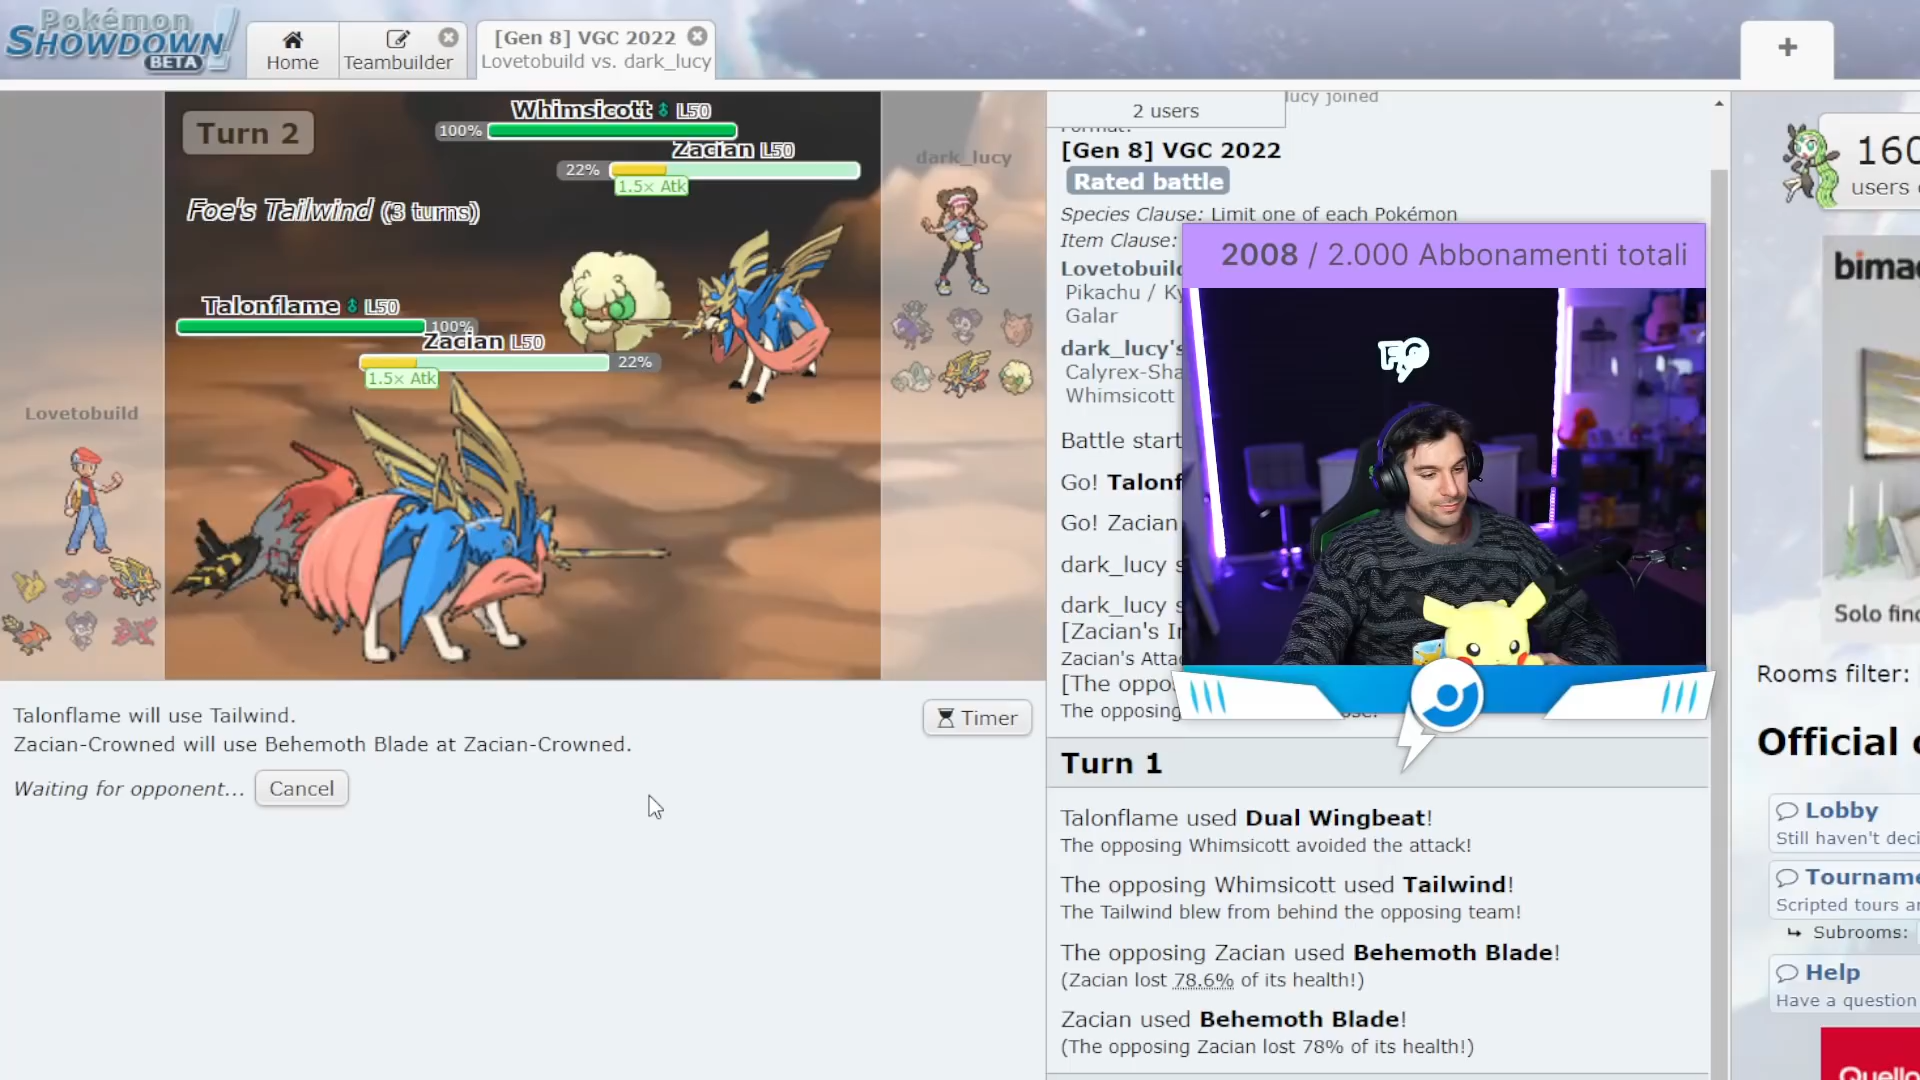 Pokémon
SHOWDOWN!
BETA
Home
Teambuilder
[Gen 8] VGC 2022
Lovetobuild vs. dark_lucy
+
Turn 2
Whimsicott L50
100%
Zacian L50
22%
1.5× Atk
Foe's Tailwind (3 turns)
Talonflame L50
100%
Zacian L50
22%
1.5× Atk
Lovetobuild
dark_lucy
2 users
lucy joined
Format:
[Gen 8] VGC 2022
Rated battle
Species Clause: Limit one of each Pokémon
Item Clause:
Lovetobuild
Pikachu / Ky
Galar
dark_lucy's
Calyrex-Sha
Whimsicott
Battle start
Go! Talonf
Go! Zacian
dark_lucy s
dark_lucy s
[Zacian's In
Zacian's Atta
[The oppo
The opposing
2008 / 2.000 Abbonamenti totali
Turn 1
Talonflame used Dual Wingbeat!
The opposing Whimsicott avoided the attack!
The opposing Whimsicott used Tailwind!
The Tailwind blew from behind the opposing team!
The opposing Zacian used Behemoth Blade!
(Zacian lost 78.6% of its health!)
Zacian used Behemoth Blade!
(The opposing Zacian lost 78% of its health!)
Talonflame will use Tailwind.
Zacian-Crowned will use Behemoth Blade at Zacian-Crowned.
Waiting for opponent...
Cancel
Timer
160
users
bima
Solo fin
Rooms filter:
Official c
Lobby
Still haven't deci
Tourname
Scripted tours a
Subrooms:
Help
Have a question
Quello